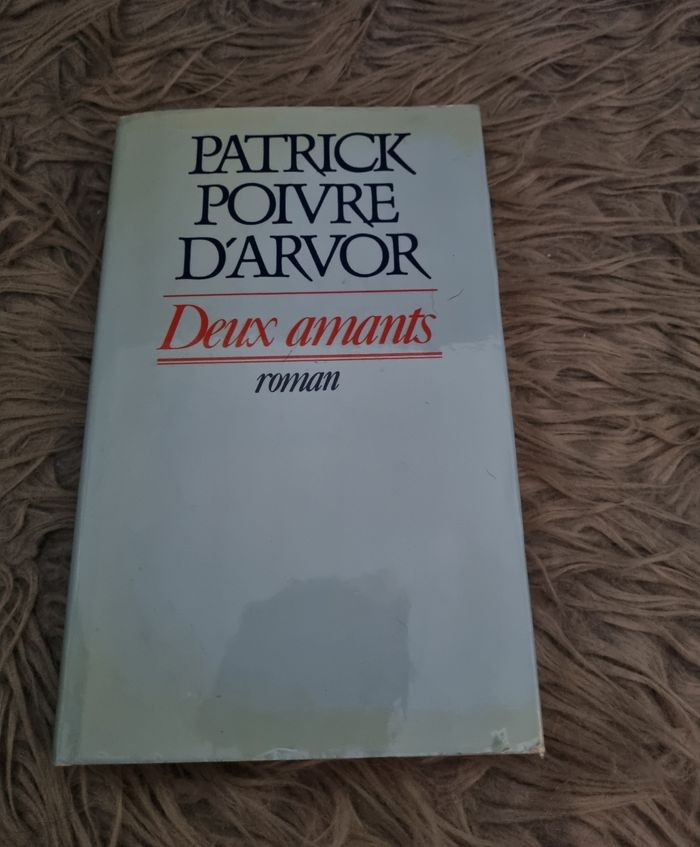 PATRICK
POIVRE
D'ARVOR
Deux amants
roman